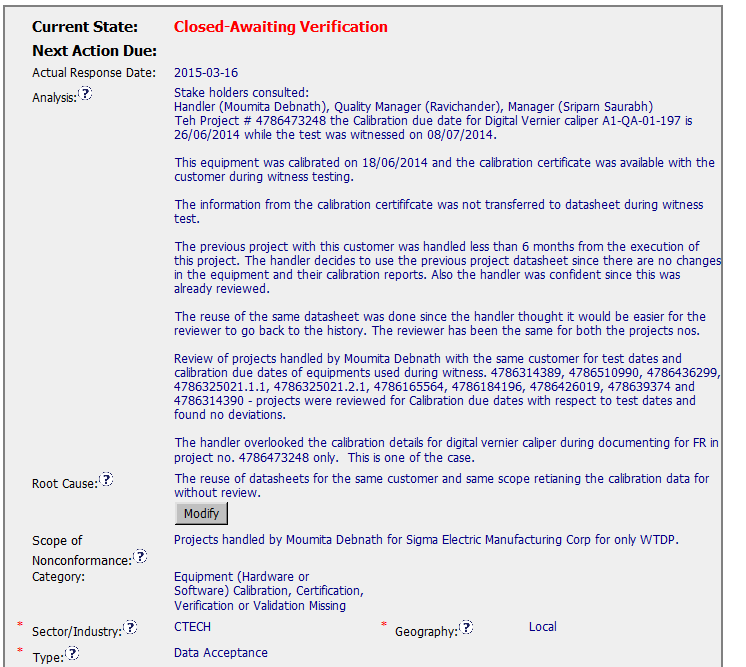 Current State: Closed-Awaiting Verification
Next Action Due:
Actual Response Date: 2015-03-16
Analysis: ? Stake holders consulted:
Handler (Moumita Debnath), Quality Manager (Ravichander), Manager (Sriparn Saurabh)
Teh Project # 4786473248 the Calibration due date for Digital Vernier caliper A1-QA-01-197 is
26/06/2014 while the test was witnessed on 08/07/2014.
This equipment was calibrated on 18/06/2014 and the calibration certificate was available with the
customer during witness testing.
The information from the calibration certififcate was not transferred to datasheet during witness
test.
The previous project with this customer was handled less than 6 months from the execution of
this project. The handler decides to use the previous project datasheet since there are no changes
in the equipment and their calibration reports. Also the handler was confident since this was
already reviewed.
The reuse of the same datasheet was done since the handler thought it would be easier for the
reviewer to go back to the history. The reviewer has been the same for both the projects nos.
Review of projects handled by Moumita Debnath with the same customer for test dates and
calibration due dates of equipments used during witness. 4786314389, 4786510990, 4786436299,
4786325021.1.1, 4786325021.2.1, 4786165564, 4786184196, 4786426019, 478639374 and
4786314390 - projects were reviewed for Calibration due dates with respect to test dates and
found no deviations.
The handler overlooked the calibration details for digital vernier caliper during documenting for FR in
project no. 4786473248 only. This is one of the case.
Root Cause: ? The reuse of datasheets for the same customer and same scope retianing the calibration data for
without review.
Modify
Scope of Projects handled by Moumita Debnath for Sigma Electric Manufacturing Corp for only WTDP.
Nonconformance: ?
Category: Equipment (Hardware or
Software) Calibration, Certification,
Verification or Validation Missing
* Sector/Industry: ? CTECH * Geography: ? Local
* Type: ? Data Acceptance